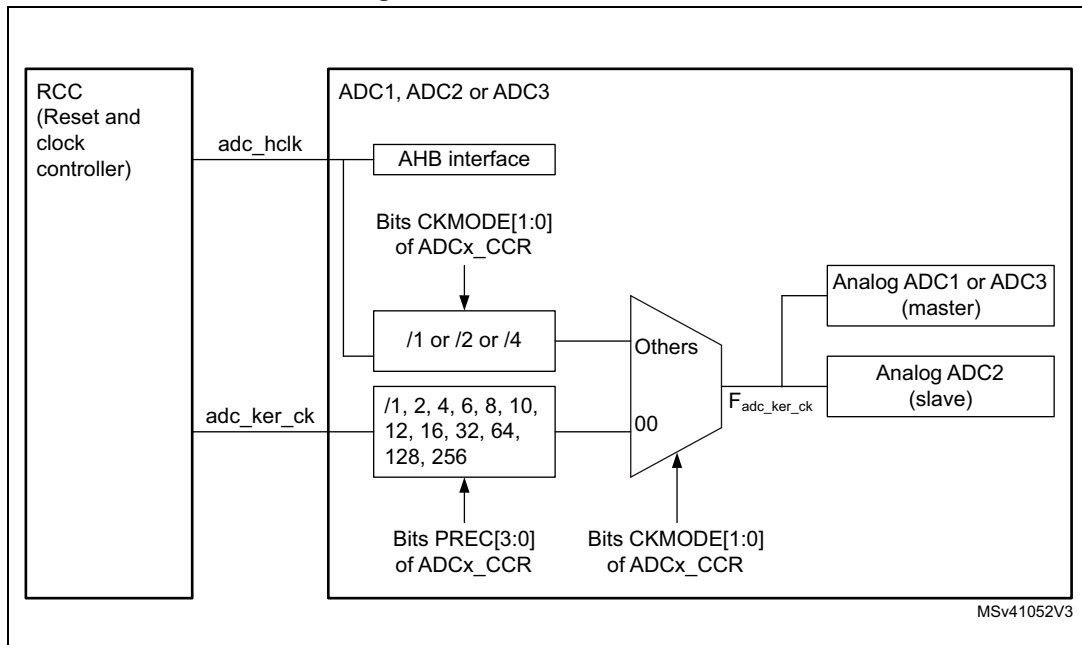 RCC
(Reset and
clock
controller)
adc_hclk
adc_ker_ck
ADC1, ADC2 or ADC3
AHB interface
Bits CKMODE[1:0]
of ADCx_CCR
/1 or /2 or /4
/1, 2, 4, 6, 8, 10,
12, 16, 32, 64,
128, 256
Bits PREC[3:0]
of ADCx_CCR
Others
00
Bits CKMODE[1:0]
of ADCx_CCR
Fadc_ker_ck
Analog ADC1 or ADC3
(master)
Analog ADC2
(slave)
MSv41052V3